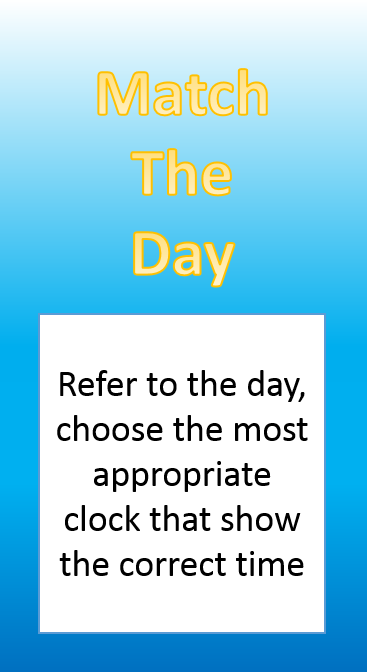 Match
The
Day
Refer to the day,
choose the most
appropriate
clock that show
the correct time